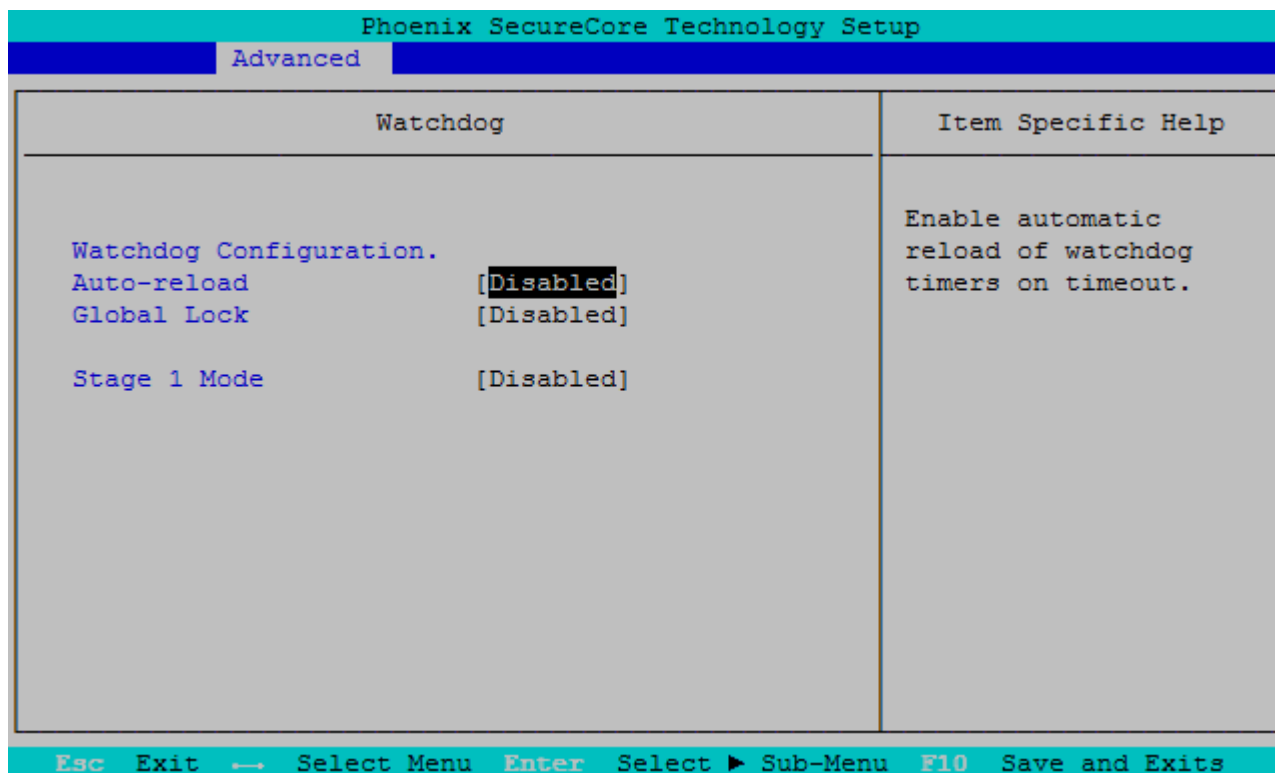 Phoenix SecureCore Technology Setup
Advanced
Watchdog
Item Specific Help
Watchdog Configuration.
Auto-reload [Disabled]
Global Lock [Disabled]
Stage 1 Mode [Disabled]
Enable automatic
reload of watchdog
timers on timeout.
Esc Exit ↔ Select Menu Enter Select ► Sub-Menu F10 Save and Exits